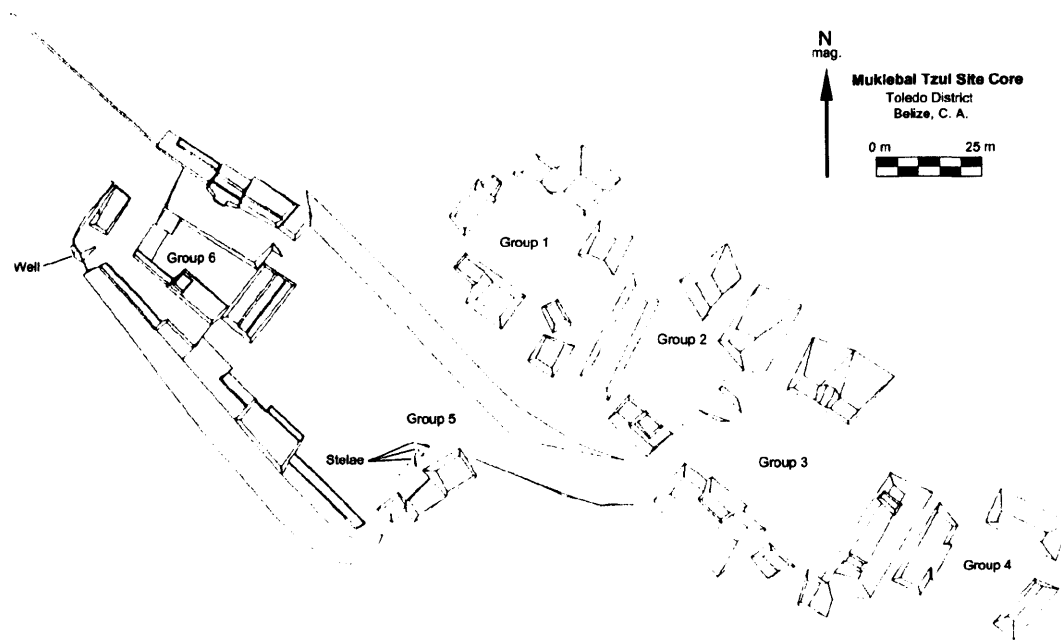 N
mag.
Muklebal Tzul Site Core
Toledo District
Belize, C. A.
0 m 25 m
Group 1
Group 6
Well
Group 2
Group 5
Stelae
Group 3
Group 4